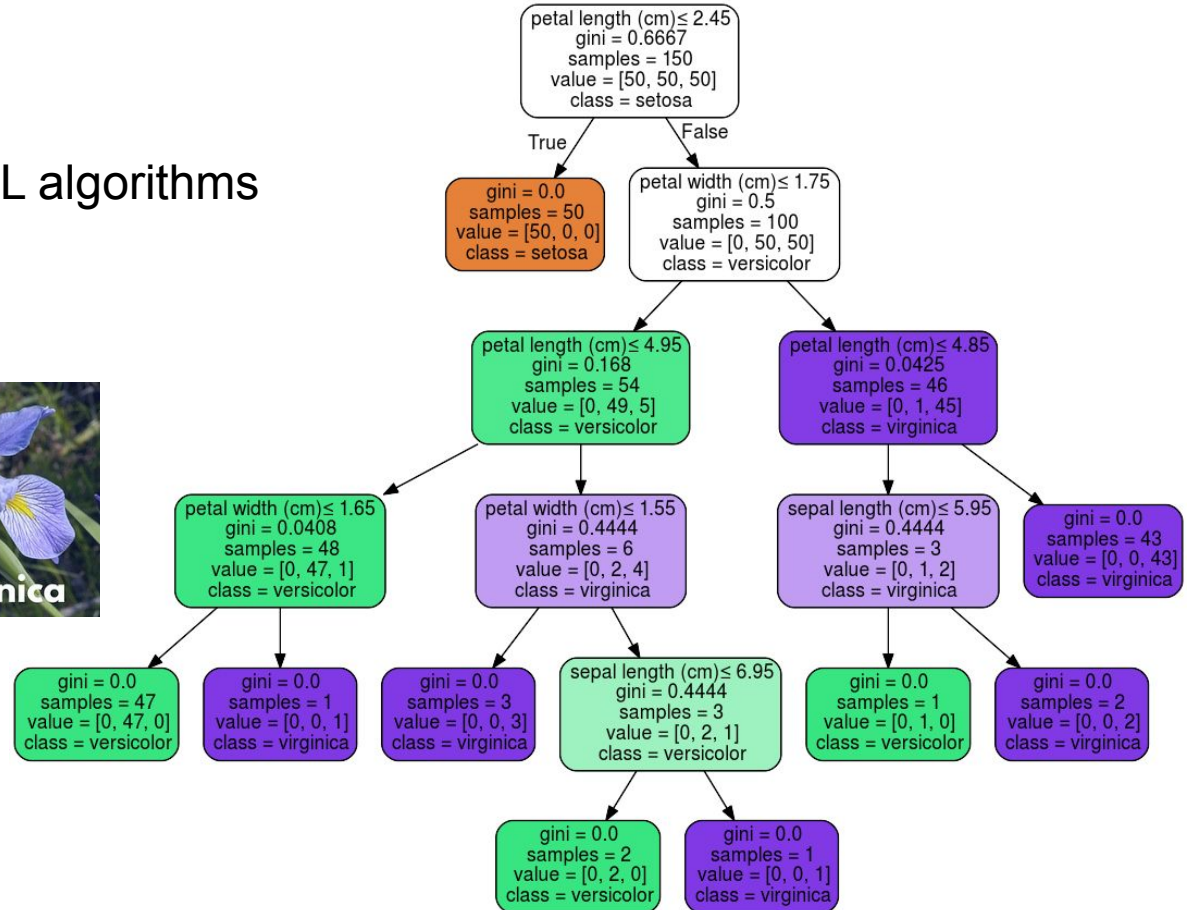 L algorithms
nica
petal length (cm)≤ 2.45
gini = 0.6667
samples = 150
value = [50, 50, 50]
class = setosa
True
False
gini = 0.0
samples = 50
value = [50, 0, 0]
class = setosa
petal width (cm)≤ 1.75
gini = 0.5
samples = 100
value = [0, 50, 50]
class = versicolor
petal length (cm)≤ 4.95
gini = 0.168
samples = 54
value = [0, 49, 5]
class = versicolor
petal length (cm)≤ 4.85
gini = 0.0425
samples = 46
value = [0, 1, 45]
class = virginica
petal width (cm)≤ 1.65
gini = 0.0408
samples = 48
value = [0, 47, 1]
class = versicolor
petal width (cm)≤ 1.55
gini = 0.4444
samples = 6
value = [0, 2, 4]
class = virginica
sepal length (cm)≤ 5.95
gini = 0.4444
samples = 3
value = [0, 1, 2]
class = virginica
gini = 0.0
samples = 43
value = [0, 0, 43]
class = virginica
gini = 0.0
samples = 47
value = [0, 47, 0]
class = versicolor
gini = 0.0
samples = 1
value = [0, 0, 1]
class = virginica
gini = 0.0
samples = 3
value = [0, 0, 3]
class = virginica
sepal length (cm)≤ 6.95
gini = 0.4444
samples = 3
value = [0, 2, 1]
class = versicolor
gini = 0.0
samples = 1
value = [0, 1, 0]
class = versicolor
gini = 0.0
samples = 2
value = [0, 0, 2]
class = virginica
gini = 0.0
samples = 2
value = [0, 2, 0]
class = versicolor
gini = 0.0
samples = 1
value = [0, 0, 1]
class = virginica